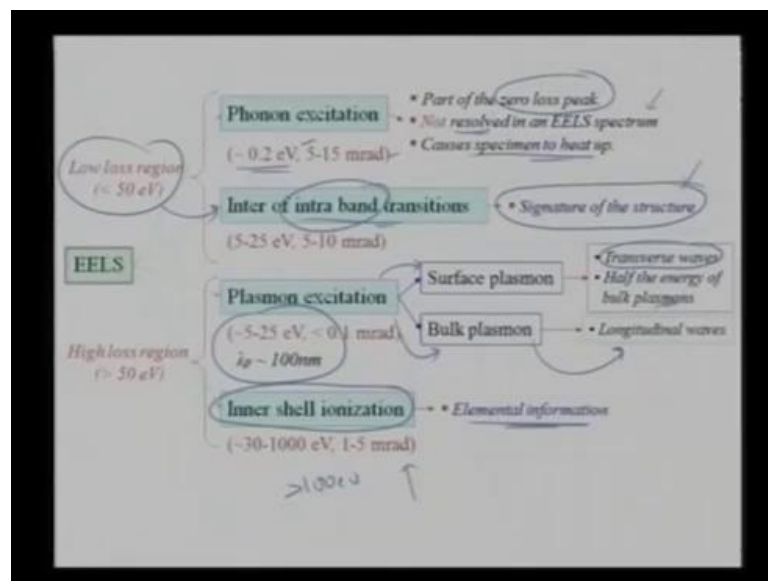 Phonon excitation
(~ 0.2 eV, 5-15 mrad)
• Part of the zero loss peak
• Not resolved in an EELS spectrum
• Causes specimen to heat up.
Low loss region
(< 50 eV)
Inter of intra band transitions
• Signature of the structure
(5-25 eV, 5-10 mrad)
EELS
Plasmon excitation
(~5-25 eV, < 0.1 mrad)
λp ~ 100nm
Surface plasmon
• Transverse waves
• Half the energy of
bulk plasmons
Bulk plasmon
• Longitudinal waves
High loss region
(> 50 eV)
Inner shell ionization
• Elemental information
(~30-1000 eV, 1-5 mrad)
>100eV